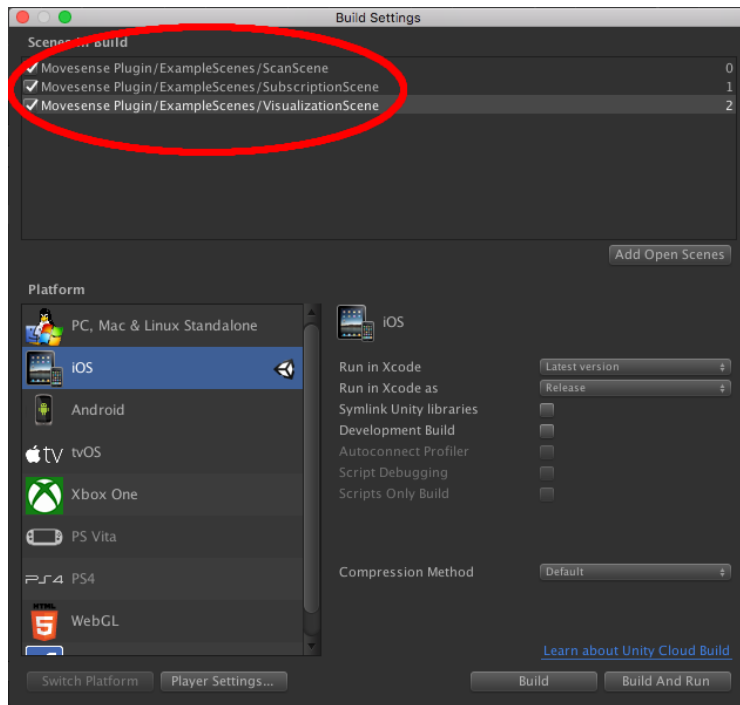 Build Settings
Scenes In Build
Movesense Plugin/ExampleScenes/ScanScene 0
Movesense Plugin/ExampleScenes/SubscriptionScene 1
Movesense Plugin/ExampleScenes/VisualizationScene 2
Add Open Scenes
Platform
PC, Mac & Linux Standalone
iOS
Android
tv tvOS
Xbox One
PS Vita
PS4 PS4
HTML
5 WebGL
iOS
Run in Xcode Latest version
Run in Xcode as Release
Symlink Unity libraries
Development Build
Autoconnect Profiler
Script Debugging
Scripts Only Build
Compression Method Default
Learn about Unity Cloud Build
Switch Platform Player Settings... Build Build And Run